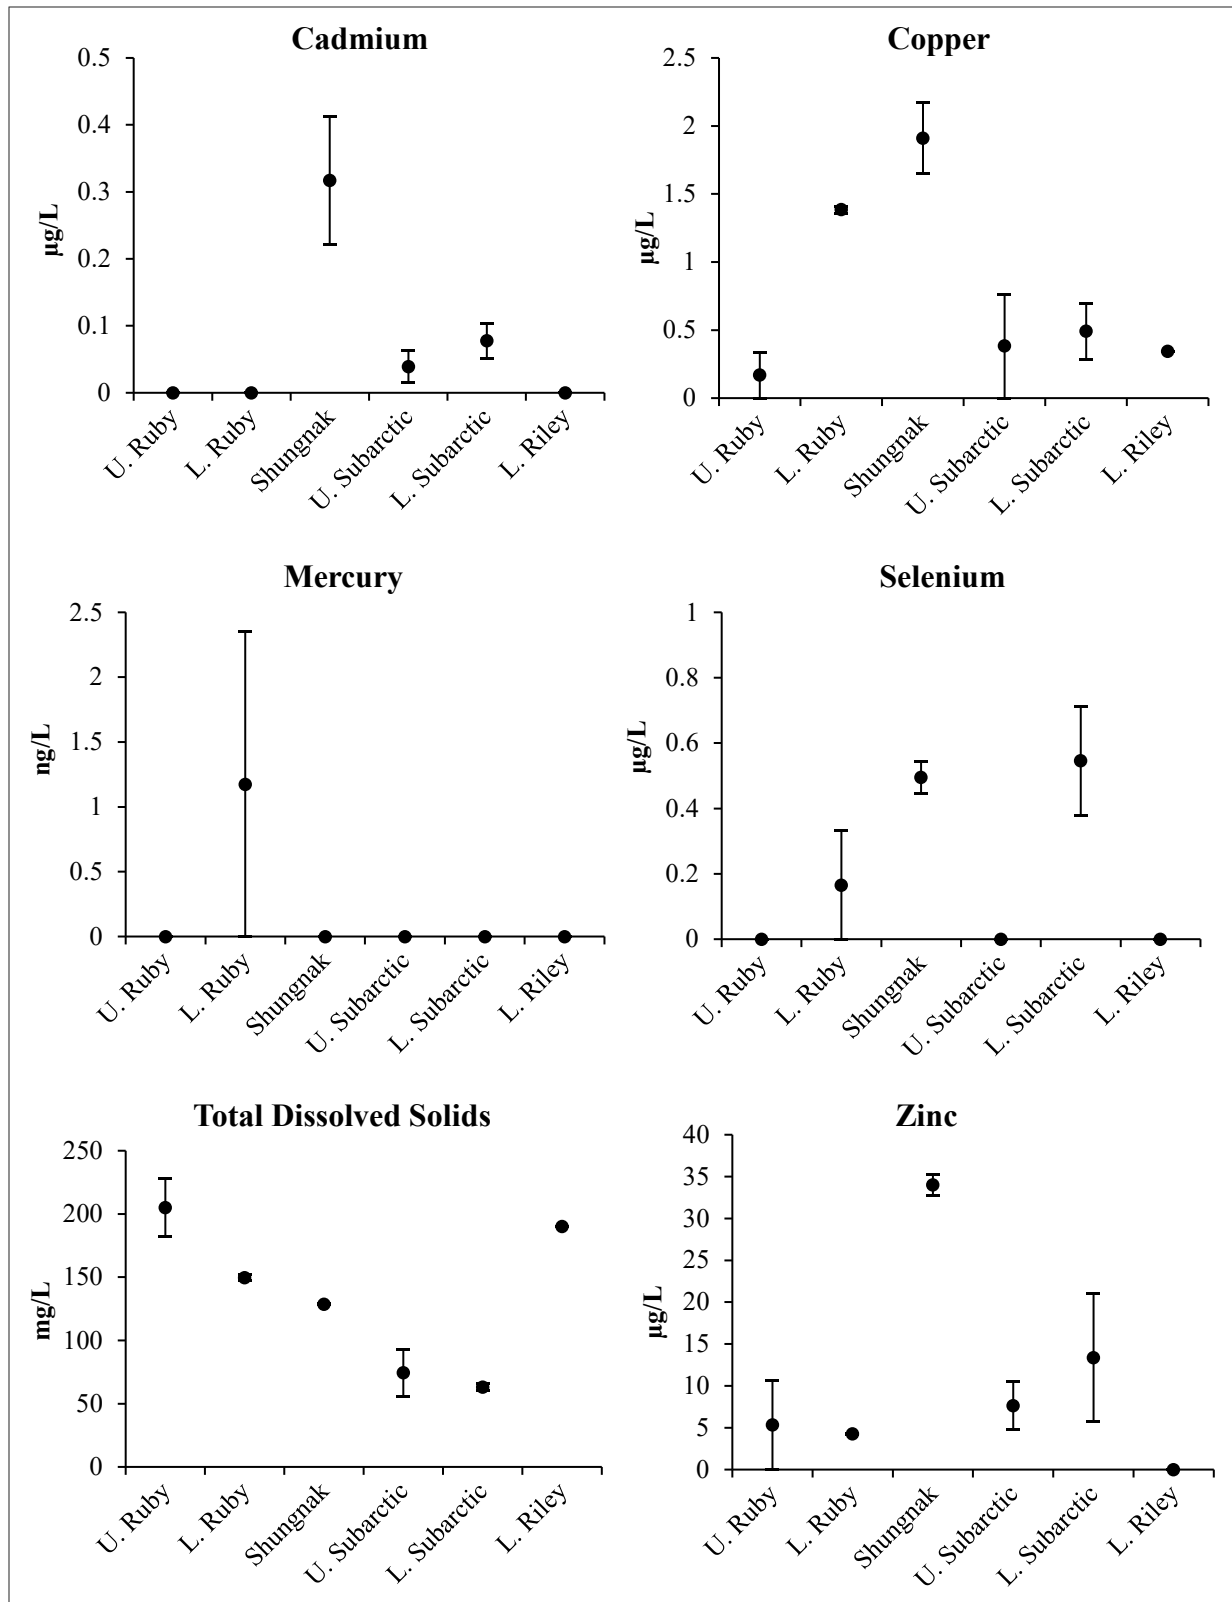 Cadmium
0.5
0.4
0.3
0.2
0.1
0
µg/L
U. Ruby
L. Ruby
Shungnak
U. Subarctic
L. Subarctic
L. Riley
Copper
2.5
2
1.5
1
0.5
0
µg/L
U. Ruby
L. Ruby
Shungnak
U. Subarctic
L. Subarctic
L. Riley
Mercury
2.5
2
1.5
1
0.5
0
ng/L
U. Ruby
L. Ruby
Shungnak
U. Subarctic
L. Subarctic
L. Riley
Selenium
1
0.8
0.6
0.4
0.2
0
µg/L
U. Ruby
L. Ruby
Shungnak
U. Subarctic
L. Subarctic
L. Riley
Total Dissolved Solids
250
200
150
100
50
0
mg/L
U. Ruby
L. Ruby
Shungnak
U. Subarctic
L. Subarctic
L. Riley
Zinc
40
35
30
25
20
15
10
5
0
µg/L
U. Ruby
L. Ruby
Shungnak
U. Subarctic
L. Subarctic
L. Riley